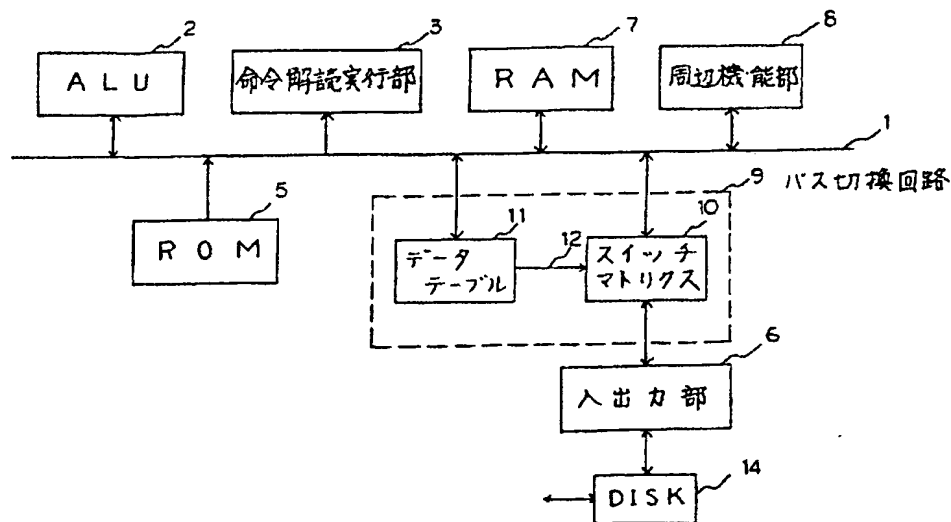 2
3
7
8
ALU
命令解読実行部
RAM
周辺機能部
1
9
バス切換回路
5
11
10
ROM
データ
テーブル
12
スイッチ
マトリクス
6
入出力部
14
DISK